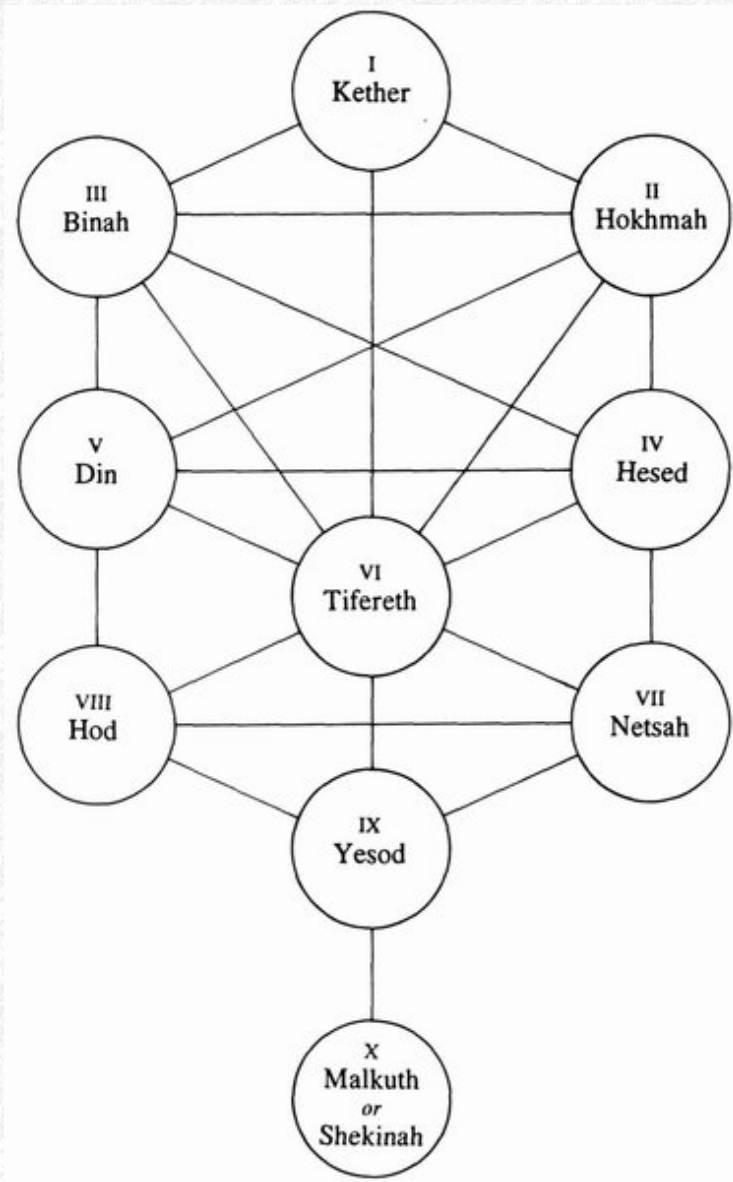 I
Kether
III
Binah
II
Hokhmah
V
Din
IV
Hesed
VI
Tifereth
VIII
Hod
VII
Netsah
IX
Yesod
X
Malkuth
or
Shekinah